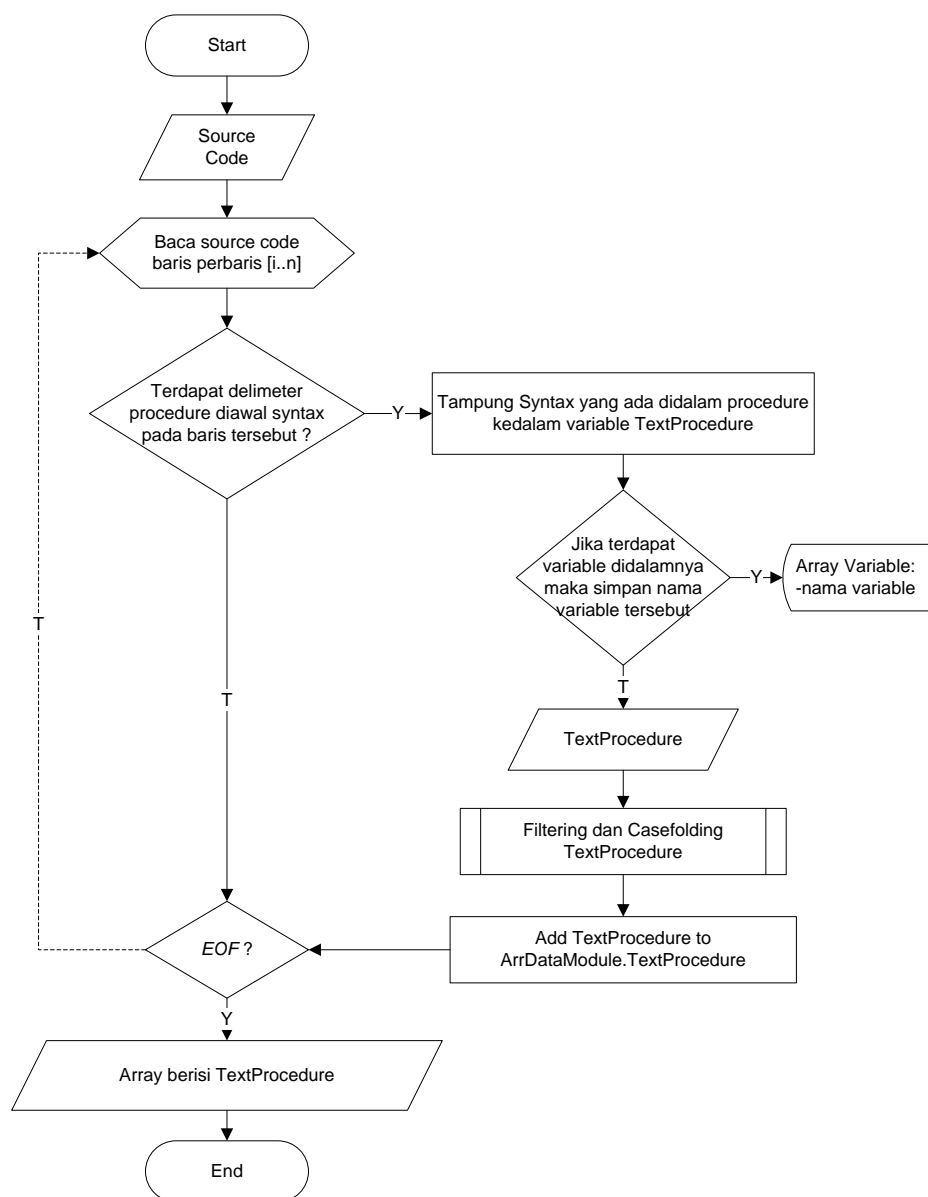 Start
Source
Code
Baca source code
baris perbaris [i..n]
Terdapat delimeter
procedure diawal syntax
pada baris tersebut ?
Y
Tampung Syntax yang ada didalam procedure
kedalam variable TextProcedure
Jika terdapat
variable didalamnya
maka simpan nama
variable tersebut
Y
Array Variable:
-nama variable
T
T
T
TextProcedure
Filtering dan Casefolding
TextProcedure
Add TextProcedure to
ArrDataModule.TextProcedure
EOF ?
Y
Array berisi TextProcedure
End